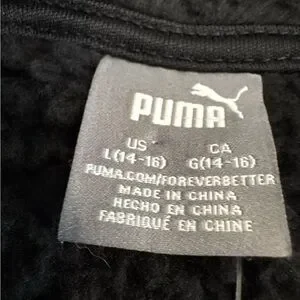 PUMA
US CA
L(14-16) G(14-16)
PUMA.COM/FOREVERBETTER
MADE IN CHINA
HECHO EN CHINA
FABRIQUÉ EN CHINE